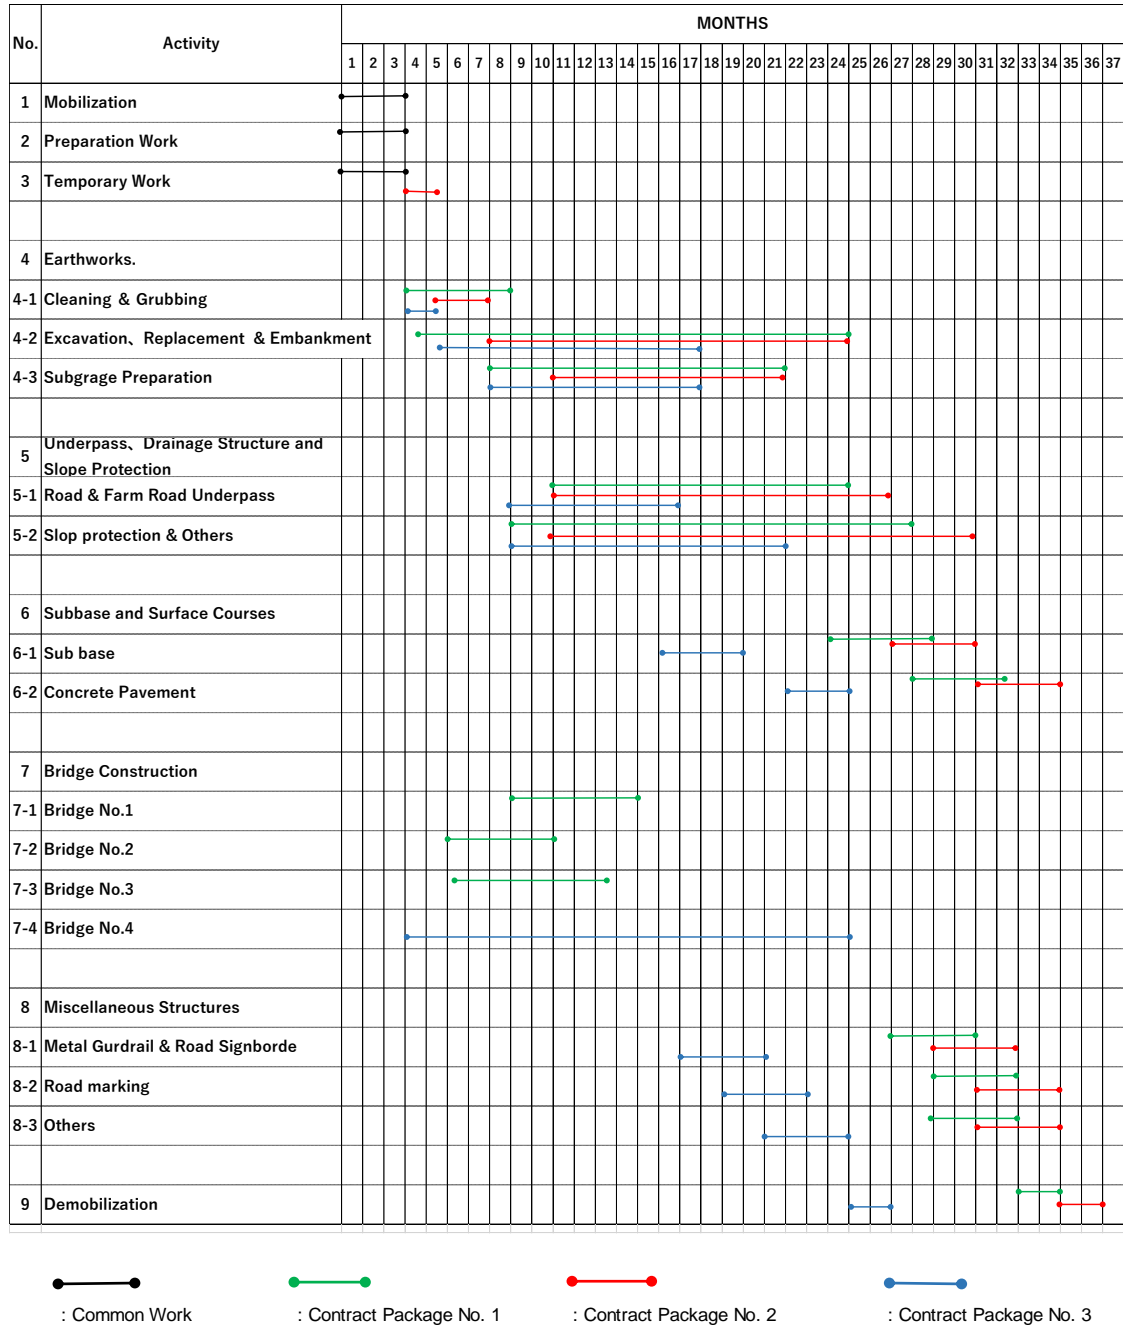 MONTHS
No. Activity
1 2 3 4 5 6 7 8 9 10 11 12 13 14 15 16 17 18 19 20 21 22 23 24 25 26 27 28 29 30 31 32 33 34 35 36 37
1 Mobilization
2 Preparation Work
3 Temporary Work
4 Earthworks.
4-1 Cleaning & Grubbing
4-2 Excavation、Replacement & Embankment
4-3 Subgrage Preparation
5 Underpass、Drainage Structure and
Slope Protection
5-1 Road & Farm Road Underpass
5-2 Slop protection & Others
6 Subbase and Surface Courses
6-1 Sub base
6-2 Concrete Pavement
7 Bridge Construction
7-1 Bridge No.1
7-2 Bridge No.2
7-3 Bridge No.3
7-4 Bridge No.4
8 Miscellaneous Structures
8-1 Metal Gurdrail & Road Signborde
8-2 Road marking
8-3 Others
9 Demobilization
: Common Work : Contract Package No. 1 : Contract Package No. 2 : Contract Package No. 3